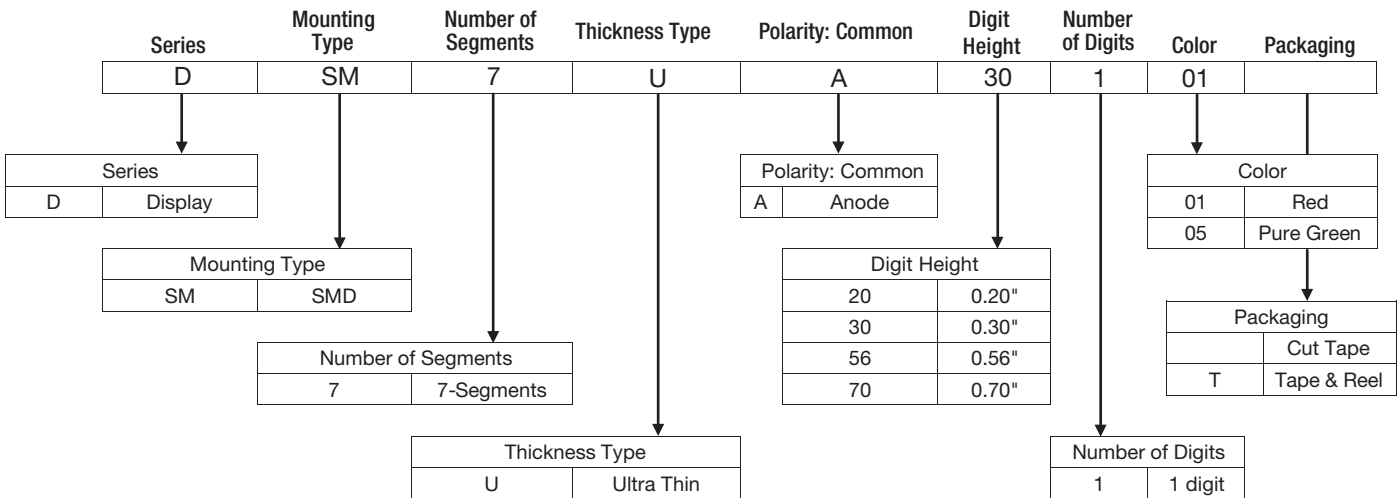 Series Mounting Type Number of Segments Thickness Type Polarity: Common Digit Height Number of Digits Color Packaging
D SM 7 U A 30 1 01
Series
D Display
Polarity: Common
A Anode
Color
01 Red
05 Pure Green
Mounting Type
SM SMD
Digit Height
20 0.20"
30 0.30"
56 0.56"
70 0.70"
Packaging
Cut Tape
T Tape & Reel
Number of Segments
7 7-Segments
Thickness Type
U Ultra Thin
Number of Digits
1 1 digit